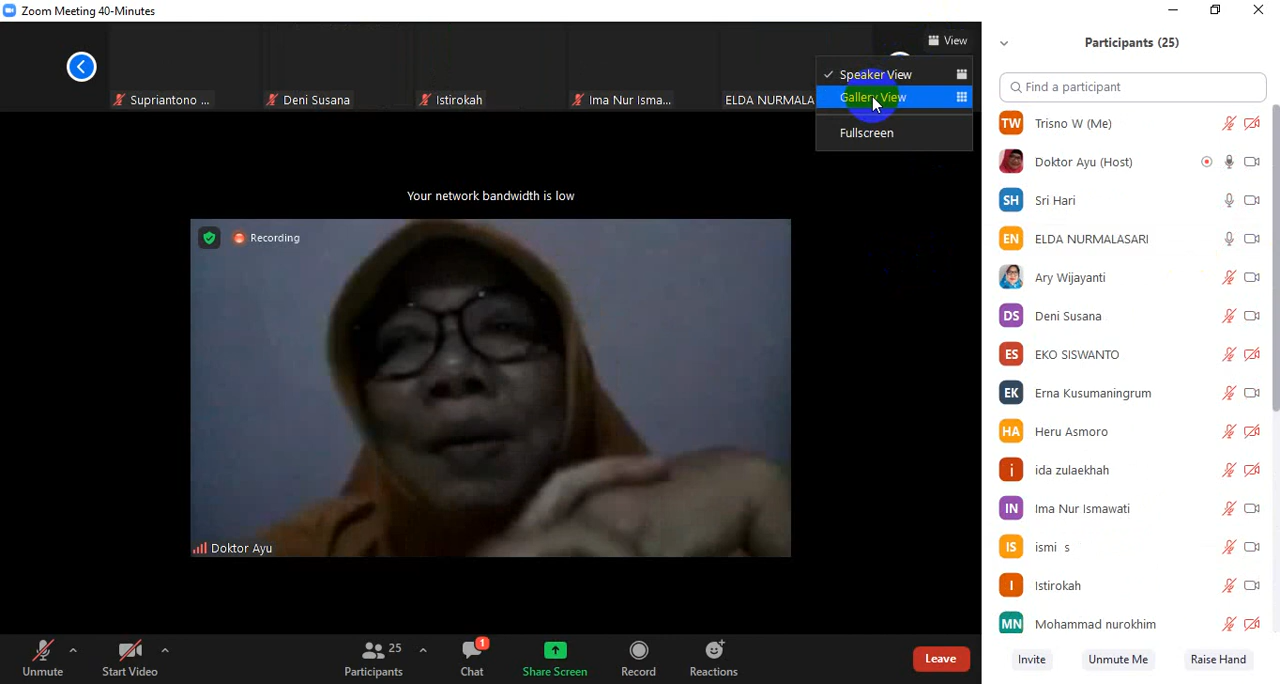 Zoom Meeting 40-Minutes
View
Supriantono ...
Deni Susana
Istirokah
Ima Nur Isma...
ELDA NURMALA
Speaker View
Gallery View
Fullscreen
Your network bandwidth is low
Recording
Doktor Ayu
Unmute
Start Video
25
Participants
1
Chat
Share Screen
Record
Reactions
Leave
Participants (25)
Find a participant
TW Trisno W (Me)
Doktor Ayu (Host)
SH Sri Hari
EN ELDA NURMALASARI
Ary Wijayanti
DS Deni Susana
ES EKO SISWANTO
EK Erna Kusumaningrum
HA Heru Asmoro
i ida zulaekhah
IN Ima Nur Ismawati
IS ismi s
I Istirokah
MN Mohammad nurokhim
Invite
Unmute Me
Raise Hand